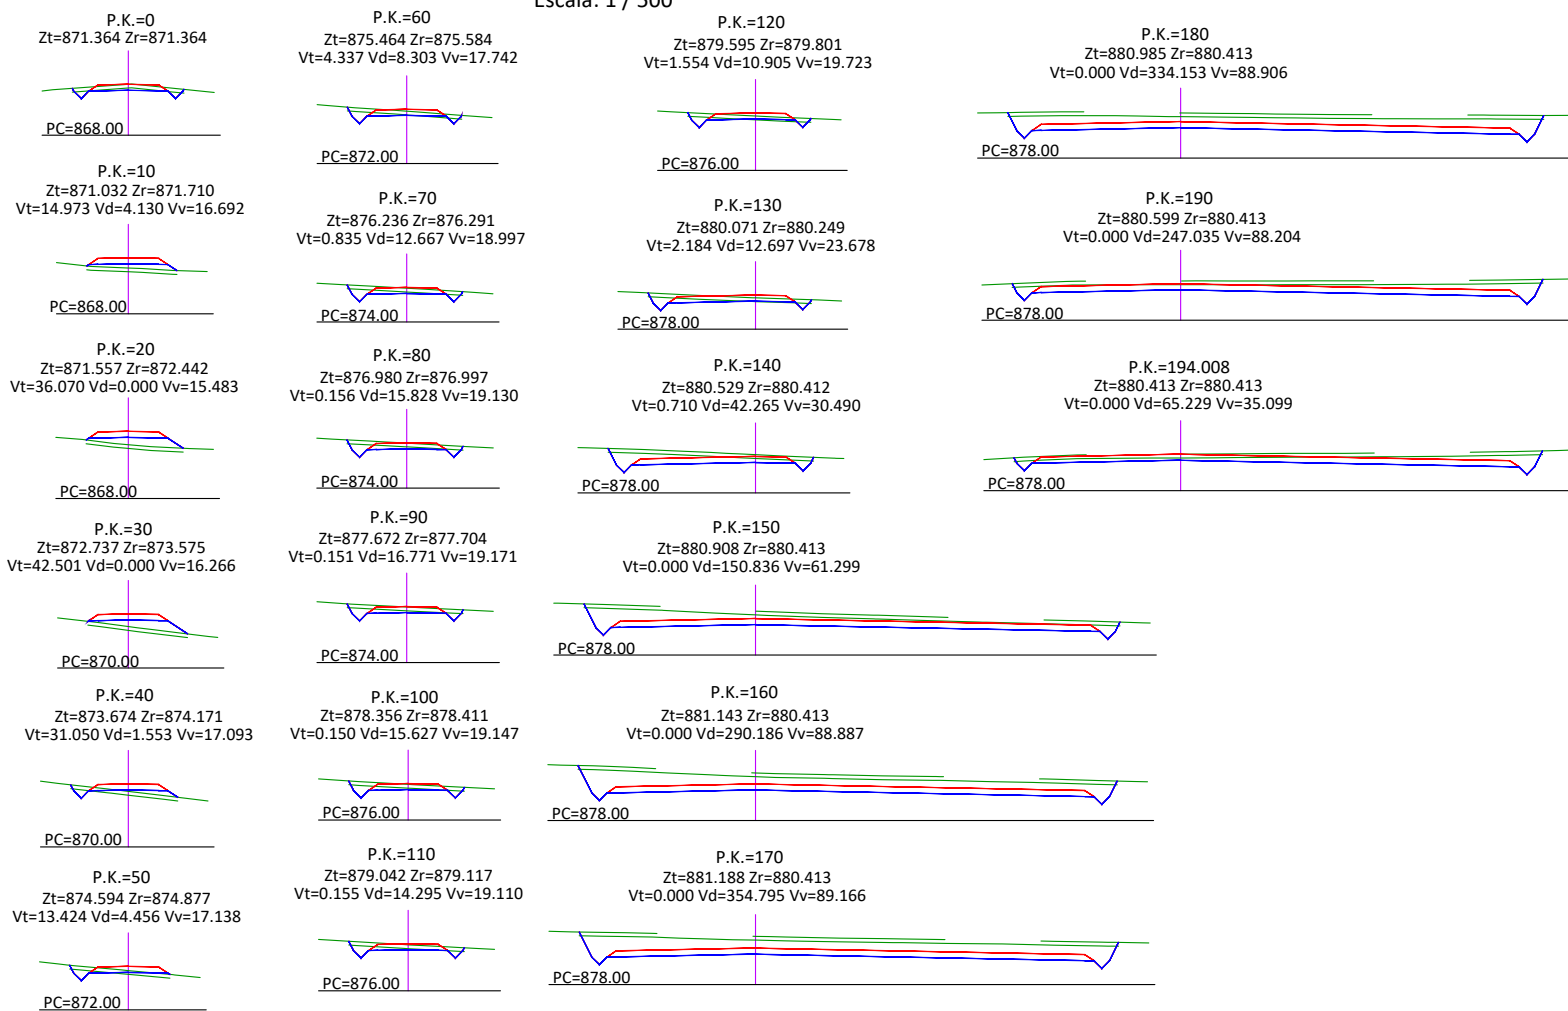 Escala: 1 / 500
P.K.=0
Zt=871.364 Zr=871.364
PC=868.00
P.K.=10
Zt=871.032 Zr=871.710
Vt=14.973 Vd=4.130 Vv=16.692
PC=868.00
P.K.=20
Zt=871.557 Zr=872.442
Vt=36.070 Vd=0.000 Vv=15.483
PC=868.00
P.K.=30
Zt=872.737 Zr=873.575
Vt=42.501 Vd=0.000 Vv=16.266
PC=870.00
P.K.=40
Zt=873.674 Zr=874.171
Vt=31.050 Vd=1.553 Vv=17.093
PC=870.00
P.K.=50
Zt=874.594 Zr=874.877
Vt=13.424 Vd=4.456 Vv=17.138
PC=872.00
P.K.=60
Zt=875.464 Zr=875.584
Vt=4.337 Vd=8.303 Vv=17.742
PC=872.00
P.K.=70
Zt=876.236 Zr=876.291
Vt=0.835 Vd=12.667 Vv=18.997
PC=874.00
P.K.=80
Zt=876.980 Zr=876.997
Vt=0.156 Vd=15.828 Vv=19.130
PC=874.00
P.K.=90
Zt=877.672 Zr=877.704
Vt=0.151 Vd=16.771 Vv=19.171
PC=874.00
P.K.=100
Zt=878.356 Zr=878.411
Vt=0.150 Vd=15.627 Vv=19.147
PC=876.00
P.K.=110
Zt=879.042 Zr=879.117
Vt=0.155 Vd=14.295 Vv=19.110
PC=876.00
P.K.=120
Zt=879.595 Zr=879.801
Vt=1.554 Vd=10.905 Vv=19.723
PC=876.00
P.K.=130
Zt=880.071 Zr=880.249
Vt=2.184 Vd=12.697 Vv=23.678
PC=878.00
P.K.=140
Zt=880.529 Zr=880.412
Vt=0.710 Vd=42.265 Vv=30.490
PC=878.00
P.K.=150
Zt=880.908 Zr=880.413
Vt=0.000 Vd=150.836 Vv=61.299
PC=878.00
P.K.=160
Zt=881.143 Zr=880.413
Vt=0.000 Vd=290.186 Vv=88.887
PC=878.00
P.K.=170
Zt=881.188 Zr=880.413
Vt=0.000 Vd=354.795 Vv=89.166
PC=878.00
P.K.=180
Zt=880.985 Zr=880.413
Vt=0.000 Vd=334.153 Vv=88.906
PC=878.00
P.K.=190
Zt=880.599 Zr=880.413
Vt=0.000 Vd=247.035 Vv=88.204
PC=878.00
P.K.=194.008
Zt=880.413 Zr=880.413
Vt=0.000 Vd=65.229 Vv=35.099
PC=878.00